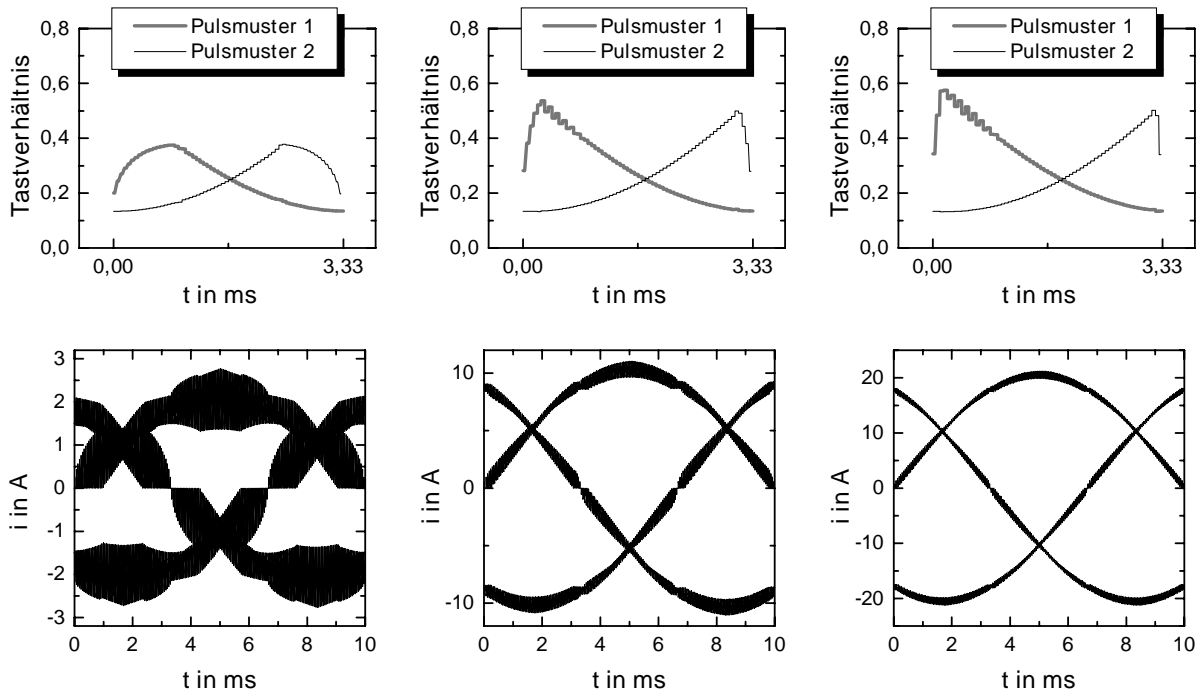 Pulsmuster 1
Pulsmuster 2
0,8
0,6
0,4
0,2
0,0
Tastverhältnis
0,00
3,33
t in ms
Pulsmuster 1
Pulsmuster 2
0,8
0,6
0,4
0,2
0,0
Tastverhältnis
0,00
3,33
t in ms
Pulsmuster 1
Pulsmuster 2
0,8
0,6
0,4
0,2
0,0
Tastverhältnis
0,00
3,33
t in ms
3
2
1
0
-1
-2
-3
i in A
0 2 4 6 8 10
t in ms
10
0
-10
i in A
0 2 4 6 8 10
t in ms
20
10
0
-10
-20
i in A
0 2 4 6 8 10
t in ms